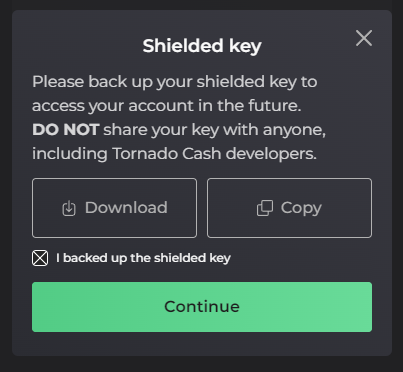 Shielded key
Please back up your shielded key to
access your account in the future.
DO NOT share your key with anyone,
including Tornado Cash developers.
Download
Copy
I backed up the shielded key
Continue